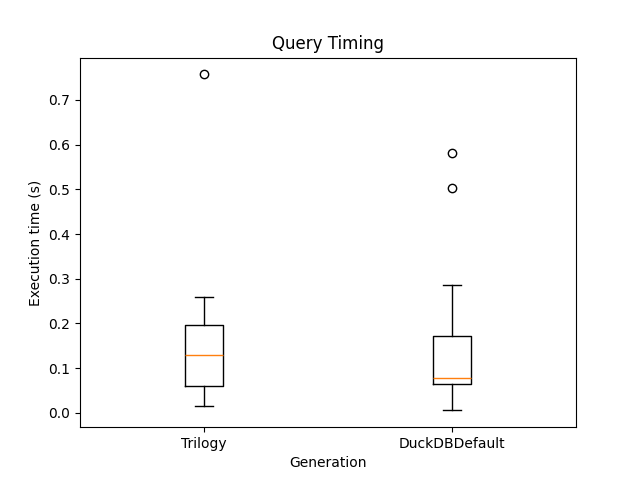 Query Timing
0.7
0.6
0.5
0.4
0.3
0.2
0.1
0.0
Execution time (s)
Trilogy
DuckDBDefault
Generation